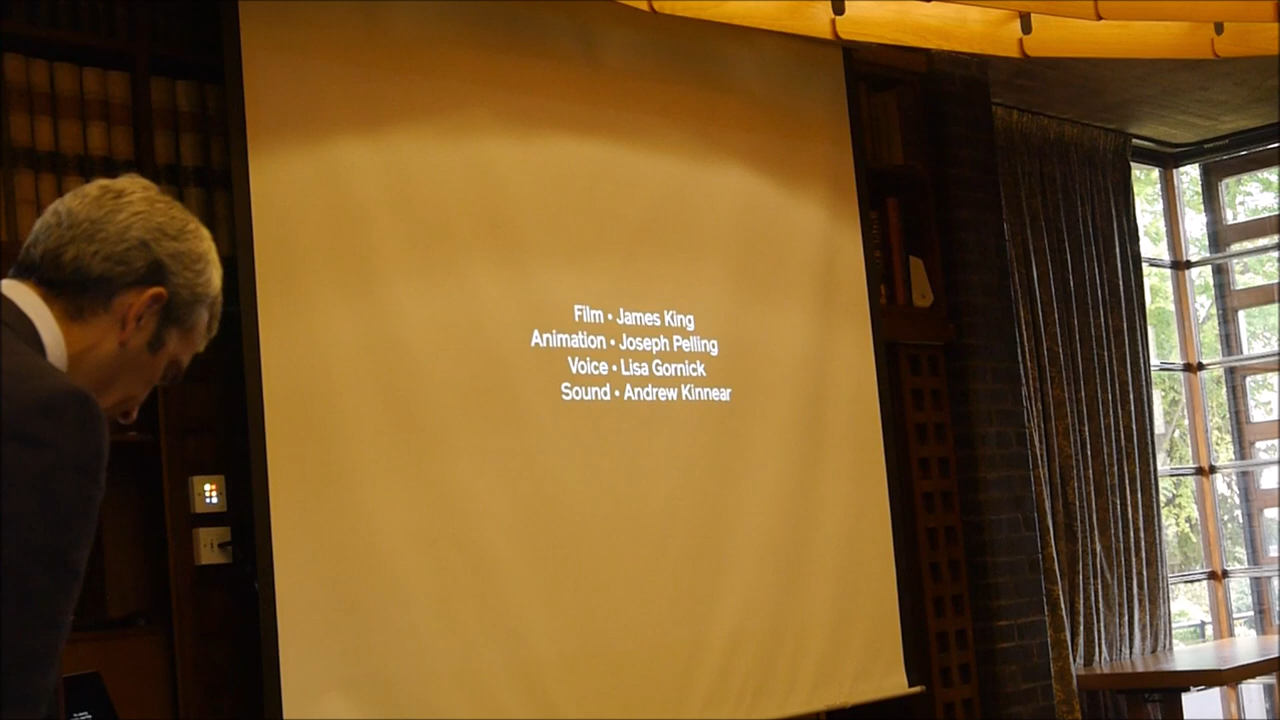 Film • James King
Animation • Joseph Pelling
Voice • Lisa Gornick
Sound • Andrew Kinnear